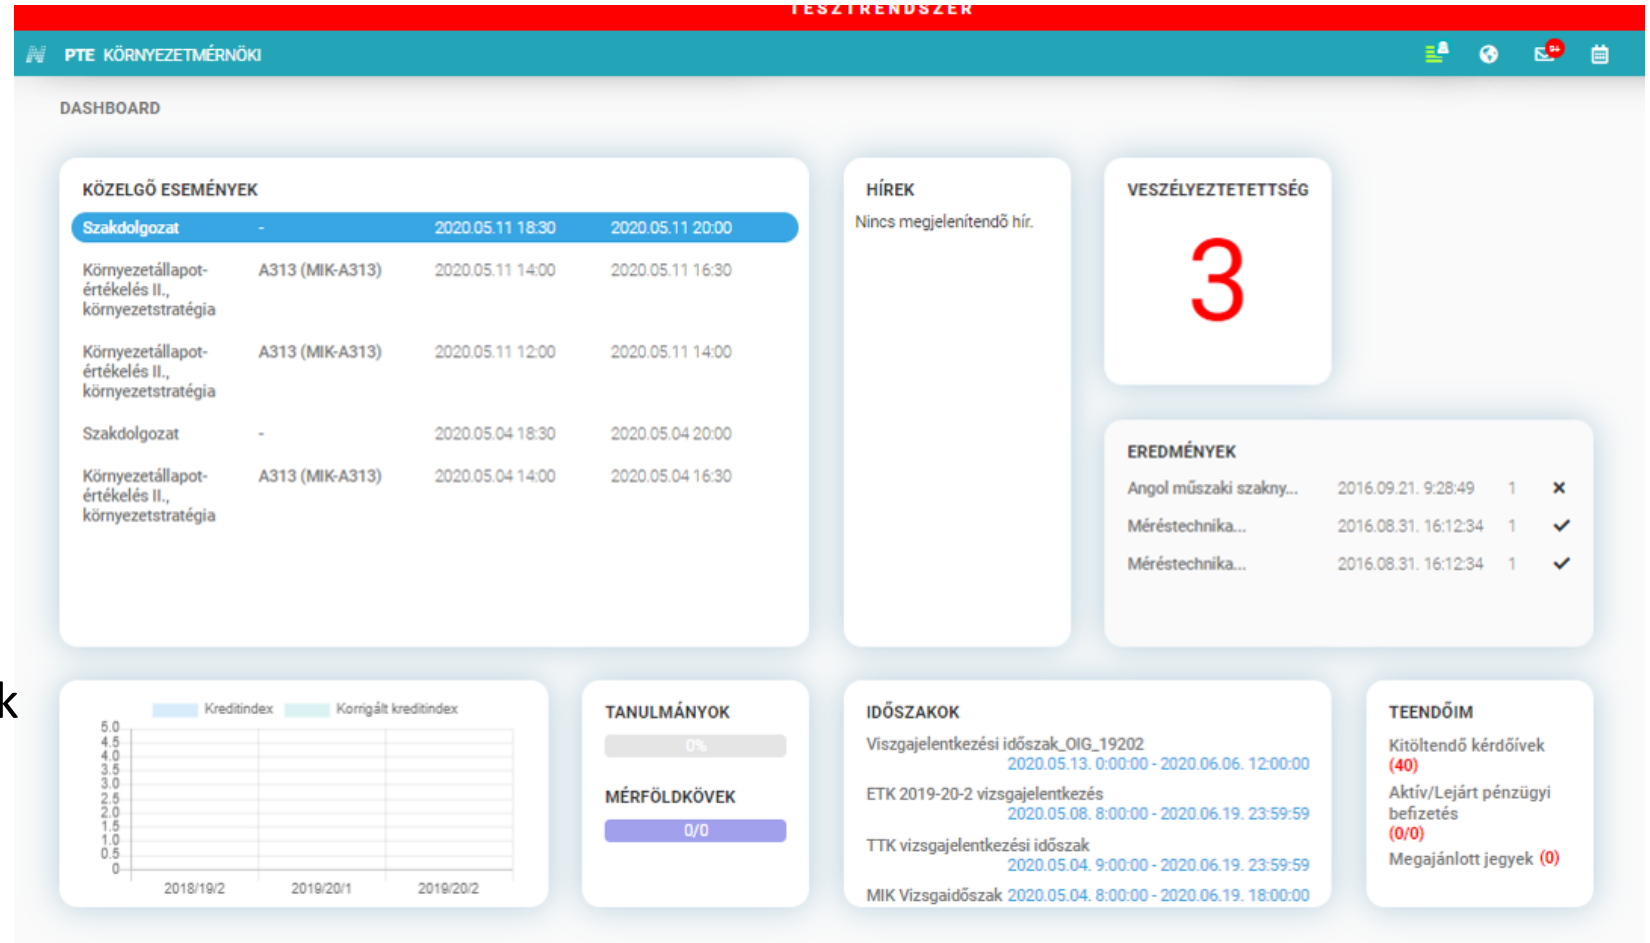 TESZTRENDSZER
PTE KÖRNYEZETMÉRNÖKI
9+
DASHBOARD
KÖZELGŐ ESEMÉNYEK
Szakdolgozat - 2020.05.11 18:30 2020.05.11 20:00
Környezetállapot- A313 (MIK-A313) 2020.05.11 14:00 2020.05.11 16:30
értékelés II.,
környezetstratégia
Környezetállapot- A313 (MIK-A313) 2020.05.11 12:00 2020.05.11 14:00
értékelés II.,
környezetstratégia
Szakdolgozat - 2020.05.04 18:30 2020.05.04 20:00
Környezetállapot- A313 (MIK-A313) 2020.05.04 14:00 2020.05.04 16:30
értékelés II.,
környezetstratégia
HÍREK
Nincs megjelenítendõ hír.
VESZÉLYEZTETETTSÉG
3
EREDMÉNYEK
Angol műszaki szakny... 2016.09.21. 9:28:49 1
Méréstechnika... 2016.08.31. 16:12:34 1
Méréstechnika... 2016.08.31. 16:12:34 1
k
Kreditindex Korrigált kreditindex
5.0
4.5
4.0
3.5
3.0
2.5
2.0
1.5
1.0
0.5
0
2018/19/2 2019/20/1 2019/20/2
TANULMÁNYOK
0%
MÉRFÖLDKÖVEK
0/0
IDŐSZAKOK
Viszgajelentkezési időszak_OIG_19202
2020.05.13. 0:00:00 - 2020.06.06. 12:00:00
ETK 2019-20-2 vizsgajelentkezés
2020.05.08. 8:00:00 - 2020.06.19. 23:59:59
TTK vizsgajelentkezési időszak
2020.05.04. 9:00:00 - 2020.06.19. 23:59:59
MIK Vizsgaidőszak 2020.05.04. 8:00:00 - 2020.06.19. 18:00:00
TEENDŐIM
Kitöltendő kérdőívek
(40)
Aktív/Lejárt pénzügyi
befizetés
(0/0)
Megajánlott jegyek (0)